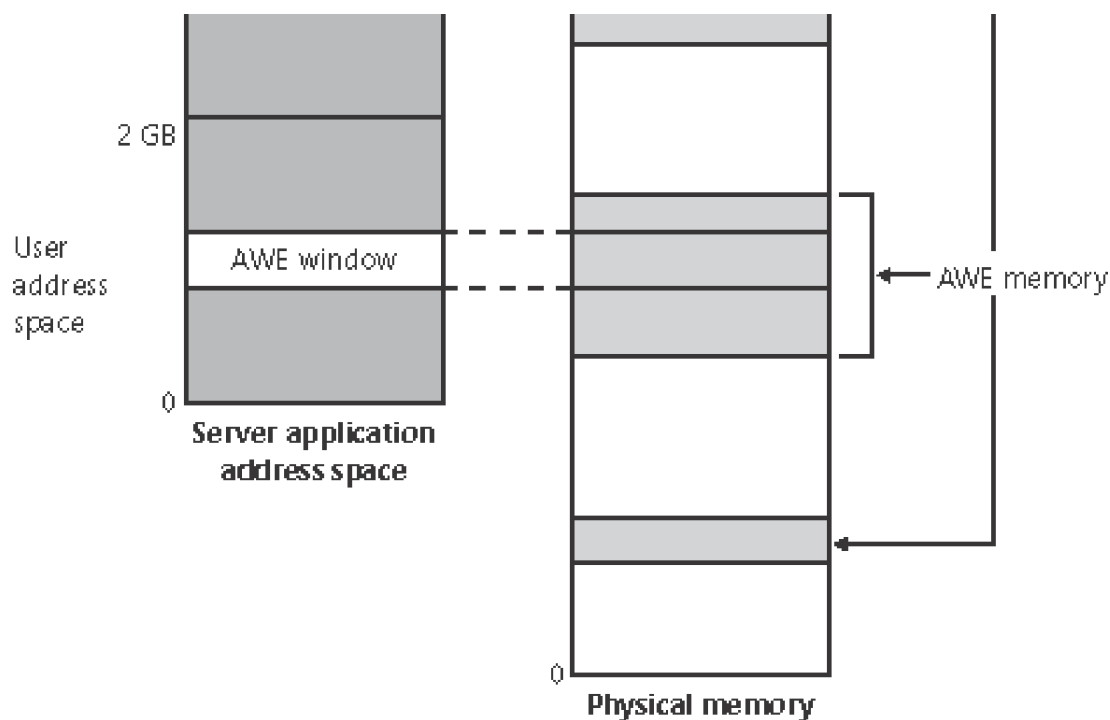 2 GB
User
address
space
AWE window
AWE memory
0
Server application
address space
0
Physical memory